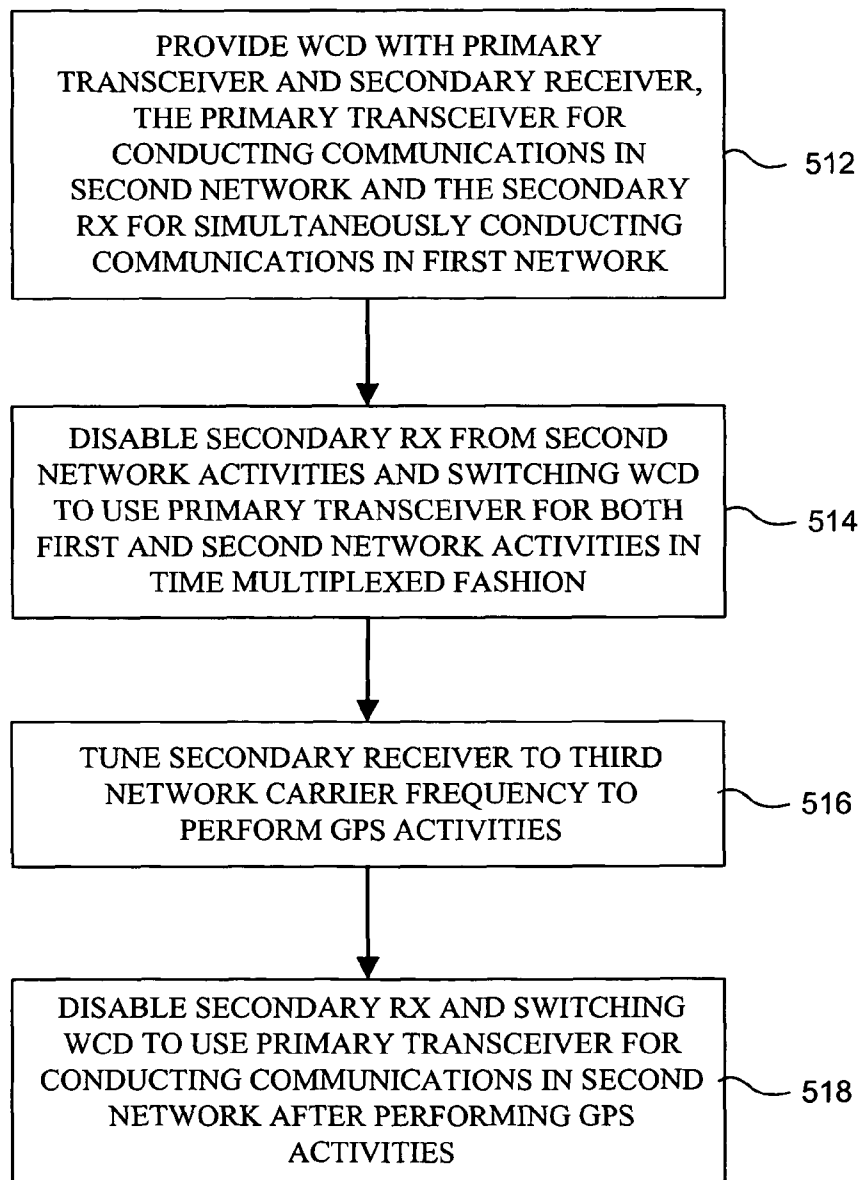 PROVIDE WCD WITH PRIMARY
TRANSCEIVER AND SECONDARY RECEIVER,
THE PRIMARY TRANSCEIVER FOR
CONDUCTING COMMUNICATIONS IN
SECOND NETWORK AND THE SECONDARY
RX FOR SIMULTANEOUSLY CONDUCTING
COMMUNICATIONS IN FIRST NETWORK
512
DISABLE SECONDARY RX FROM SECOND
NETWORK ACTIVITIES AND SWITCHING WCD
TO USE PRIMARY TRANSCEIVER FOR BOTH
FIRST AND SECOND NETWORK ACTIVITIES IN
TIME MULTIPLEXED FASHION
514
TUNE SECONDARY RECEIVER TO THIRD
NETWORK CARRIER FREQUENCY TO
PERFORM GPS ACTIVITIES
516
DISABLE SECONDARY RX AND SWITCHING
WCD TO USE PRIMARY TRANSCEIVER FOR
CONDUCTING COMMUNICATIONS IN SECOND
NETWORK AFTER PERFORMING GPS
ACTIVITIES
518